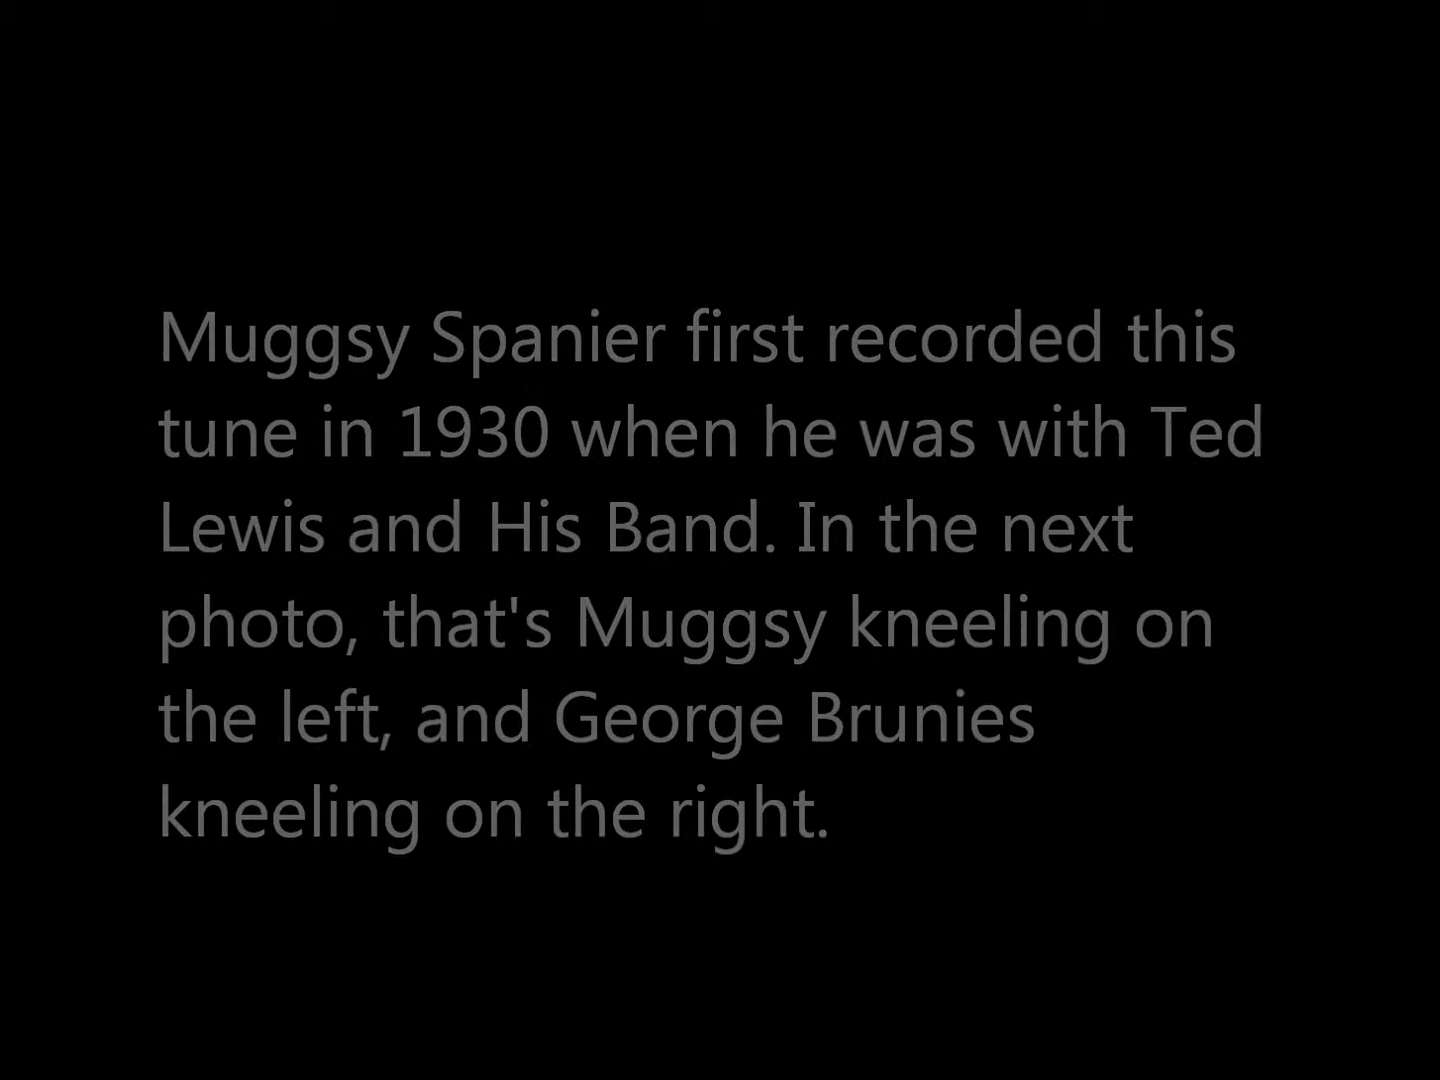 Muggsy Spanier first recorded this
tune in 1930 when he was with Ted
Lewis and His Band. In the next
photo, that's Muggsy kneeling on
the left, and George Brunies
kneeling on the right.